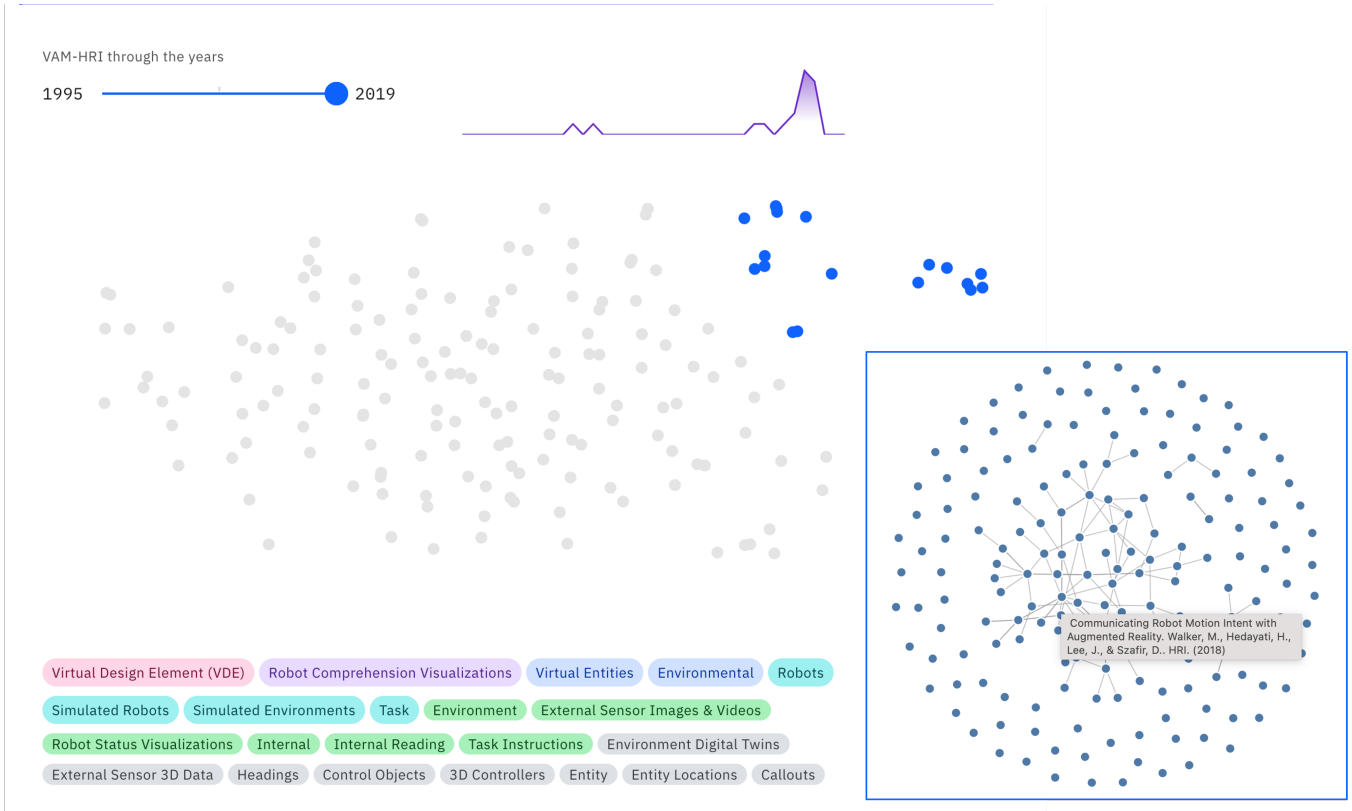 VAM-HRI through the years
1995 2019
Communicating Robot Motion Intent with
Augmented Reality. Walker, M., Hedayati, H.,
Lee, J., & Szafir, D.. HRI. (2018)
Virtual Design Element (VDE) Robot Comprehension Visualizations Virtual Entities Environmental Robots
Simulated Robots Simulated Environments Task Environment External Sensor Images & Videos
Robot Status Visualizations Internal Internal Reading Task Instructions Environment Digital Twins
External Sensor 3D Data Headings Control Objects 3D Controllers Entity Entity Locations Callouts